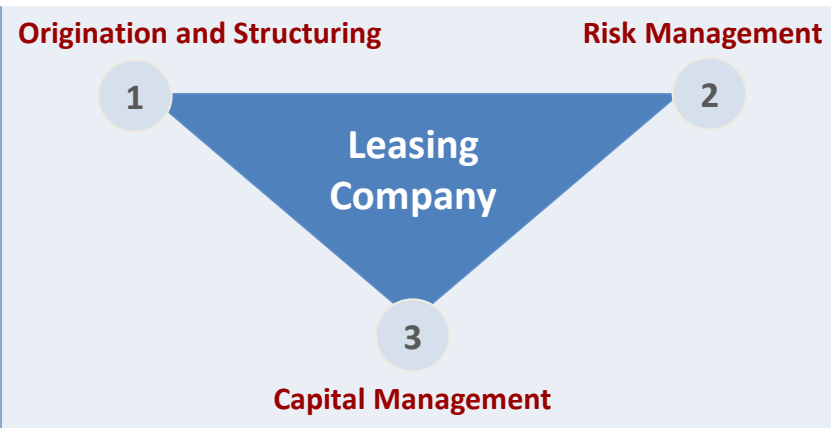 Origination and Structuring
Risk Management
1
2
Leasing
Company
3
Capital Management